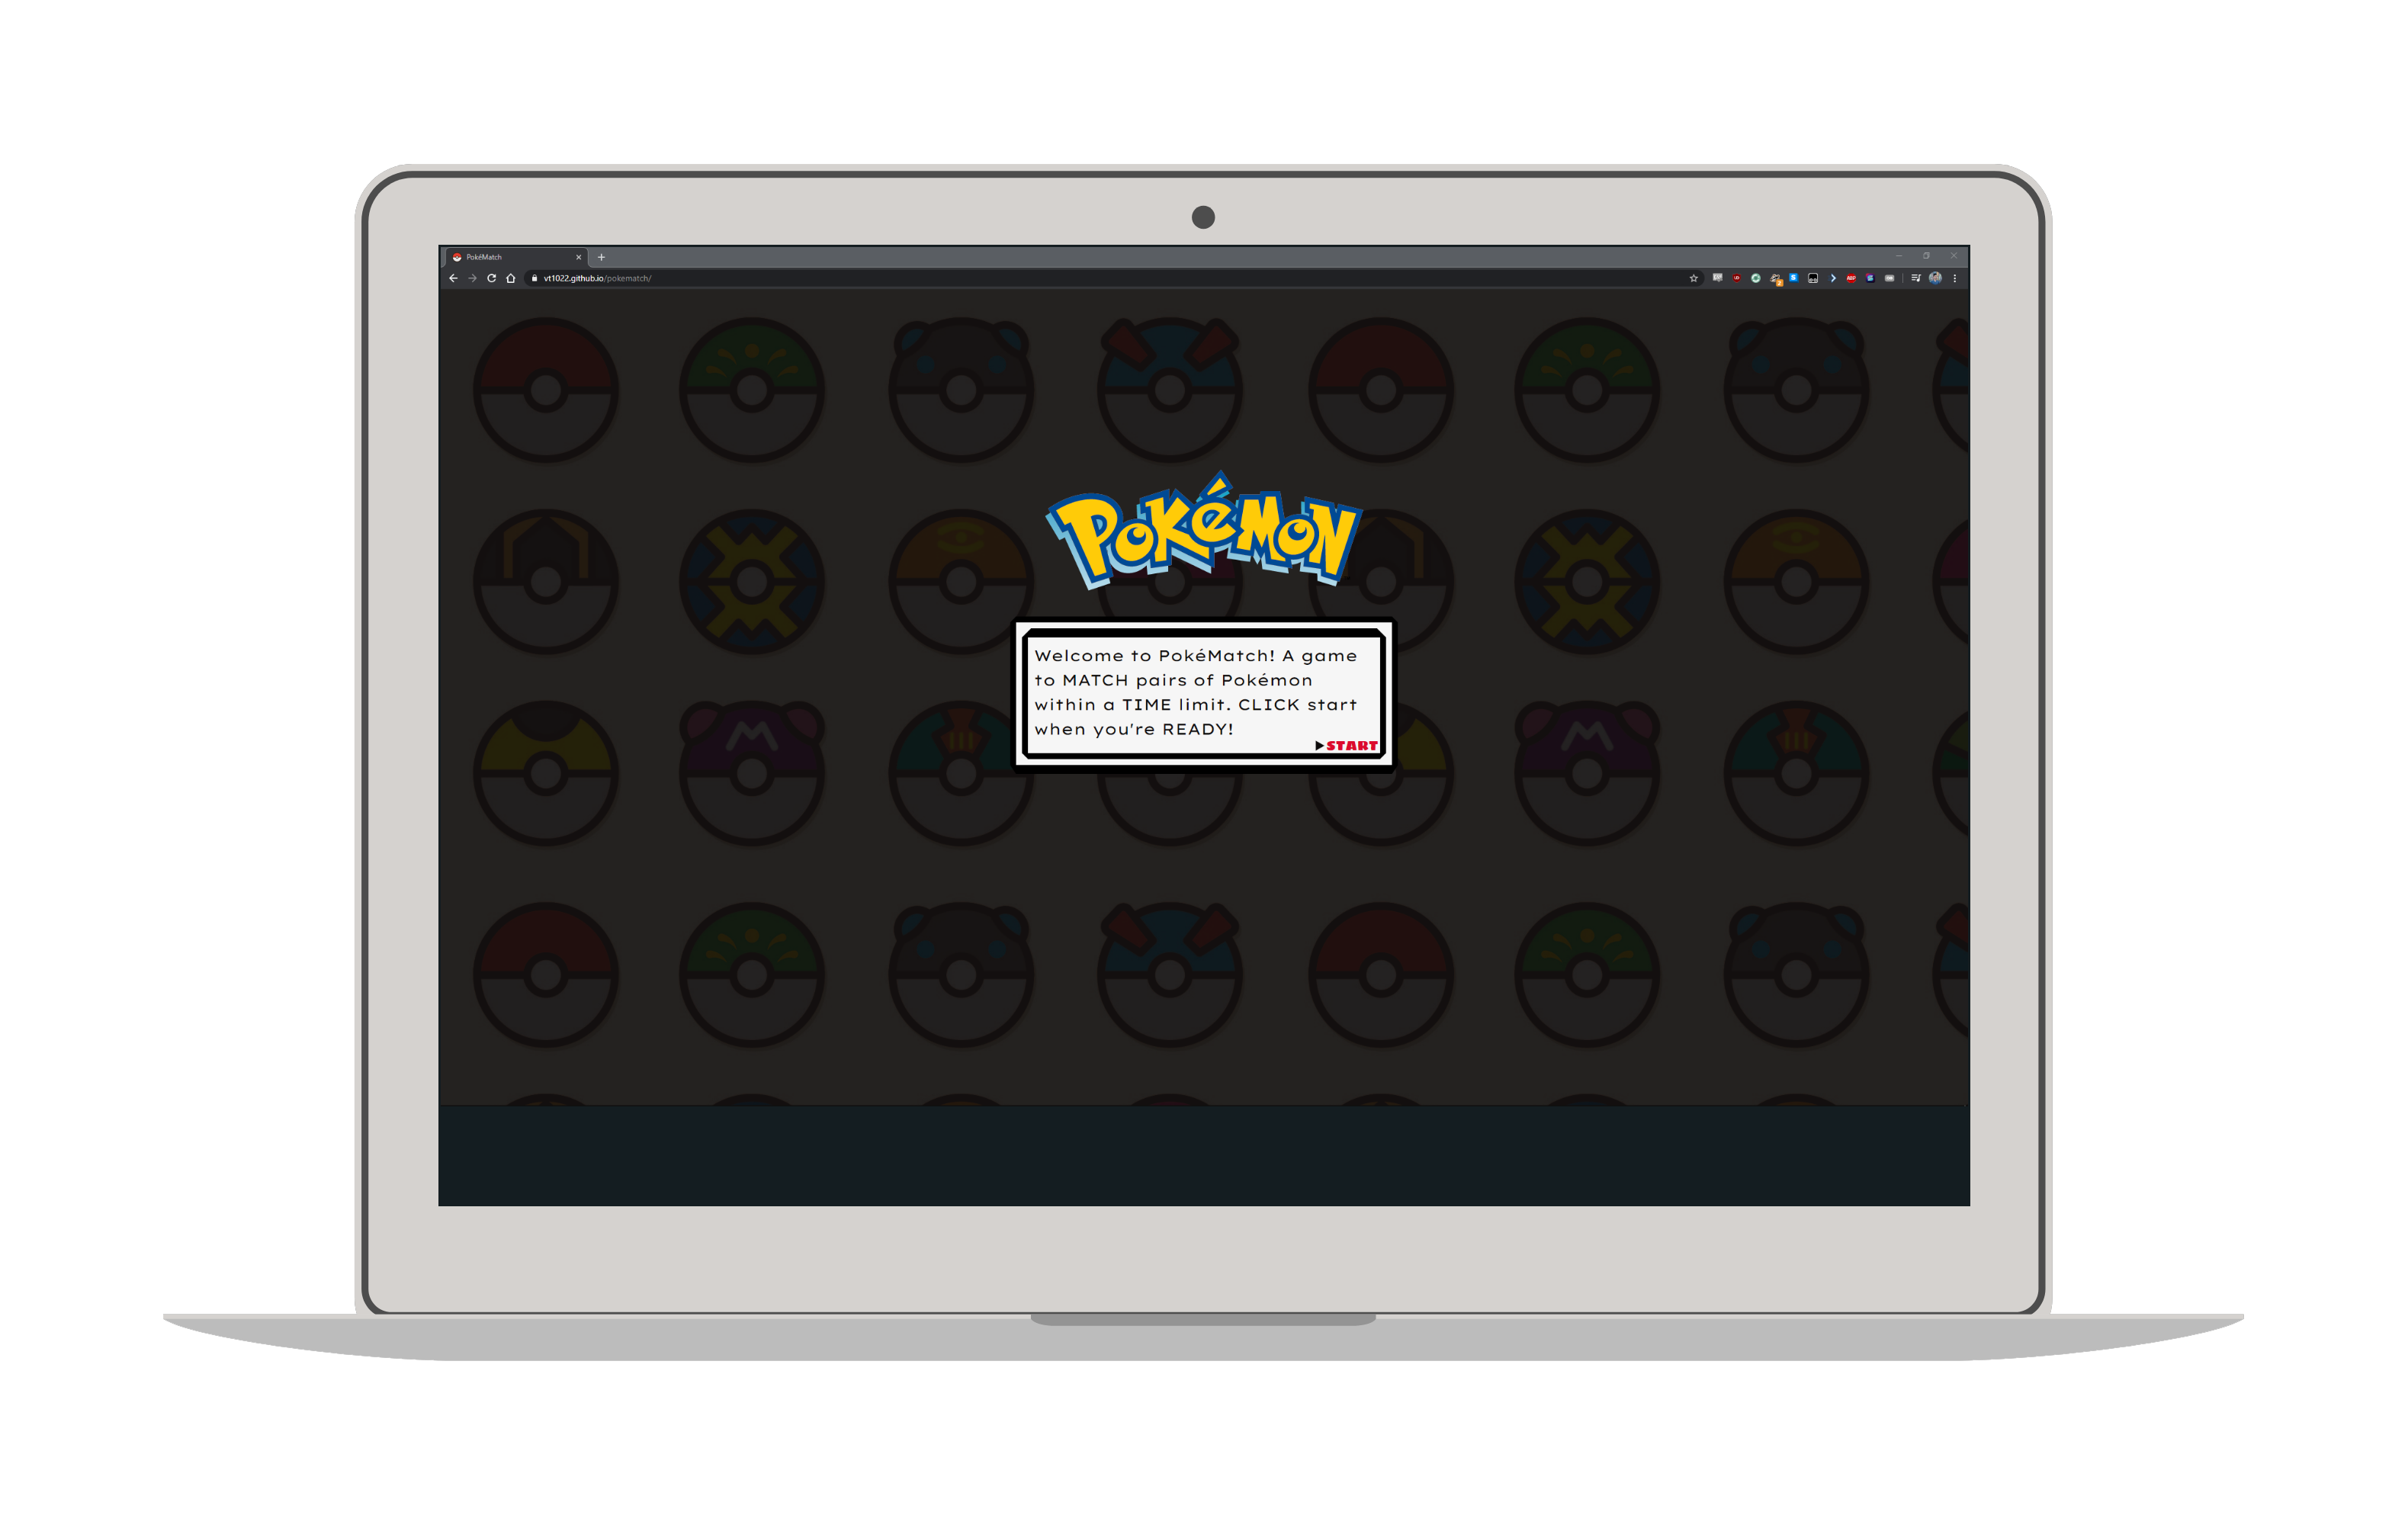 PokéMatch
vt1022.github.io/pokematch/
POKéMON
Welcome to PokéMatch! A game
to MATCH pairs of Pokémon
within a TIME limit. CLICK start
when you're READY!
▶START